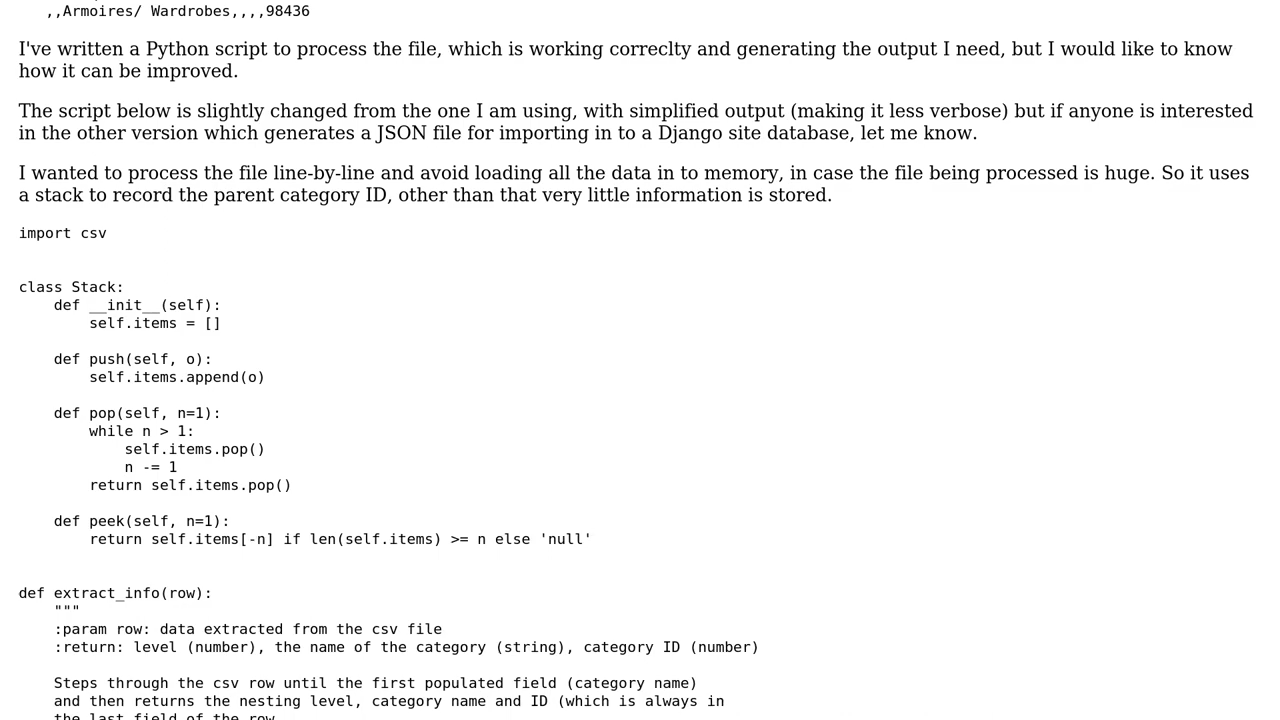 ,,Armoires/ Wardrobes,,,,98436
I've written a Python script to process the file, which is working correclty and generating the output I need, but I would like to know
how it can be improved.
The script below is slightly changed from the one I am using, with simplified output (making it less verbose) but if anyone is interested
in the other version which generates a JSON file for importing in to a Django site database, let me know.
I wanted to process the file line-by-line and avoid loading all the data in to memory, in case the file being processed is huge. So it uses
a stack to record the parent category ID, other than that very little information is stored.
import csv
class Stack:
    def __init__(self):
        self.items = []
    def push(self, o):
        self.items.append(o)
    def pop(self, n=1):
        while n > 1:
            self.items.pop()
            n -= 1
        return self.items.pop()
    def peek(self, n=1):
        return self.items[-n] if len(self.items) >= n else 'null'
def extract_info(row):
    """
    :param row: data extracted from the csv file
    :return: level (number), the name of the category (string), category ID (number)
    Steps through the csv row until the first populated field (category name)
    and then returns the nesting level, category name and ID (which is always in
    the last field of the row